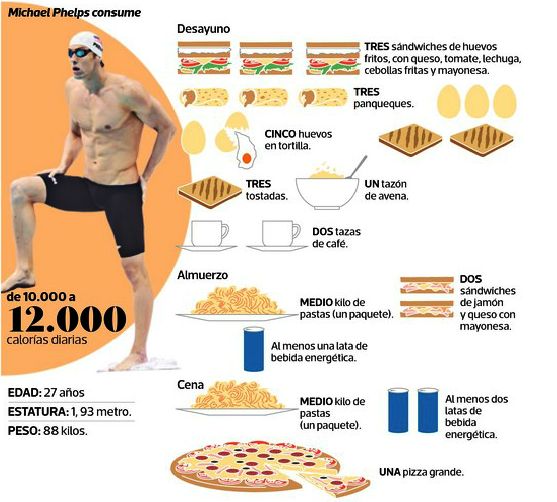 Michael Phelps consume
Desayuno
TRES sándwiches de huevos
fritos, con queso, tomate, lechuga,
cebollas fritas y mayonesa.
TRES
panqueques.
CINCO huevos
en tortilla.
TRES
tostadas.
UN tazón
de avena.
DOS tazas
de café.
de 10.000 a
12.000
calorías diarias
Almuerzo
MEDIO kilo de
pastas (un paquete).
DOS
sándwiches
de jamón
y queso con
mayonesa.
Al menos una lata de
bebida energética.
EDAD: 27 años
ESTATURA: 1, 93 metro.
PESO: 88 kilos.
Cena
MEDIO kilo de
pastas
(un paquete).
Al menos dos
latas de
bebida
energética.
UNA pizza grande.